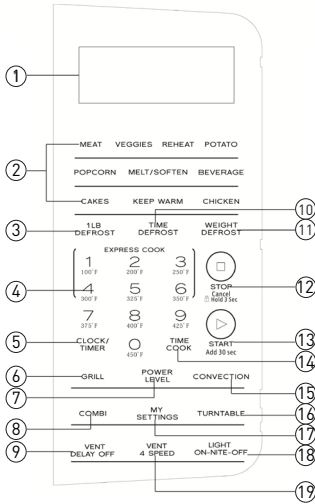 1
MEAT VEGGIES REHEAT POTATO
2
POPCORN MELT/SOFTEN BEVERAGE
CAKES KEEP WARM CHICKEN
10
3
1LB DEFROST
TIME DEFROST
WEIGHT DEFROST
11
EXPRESS COOK
1 2 3
100°F 200°F 250°F
4
4 5 6
300°F 325°F 350°F
STOP
Cancel
Hold 3 Sec
12
7 8 9
375°F 400°F 425°F
5
CLOCK/
TIMER
0
450°F
TIME
COOK
START
Add 30 sec
13
14
6
GRILL
POWER
LEVEL
CONVECTION
7
15
8
COMBI
MY
SETTINGS
TURNTABLE
16
17
9
VENT
DELAY OFF
VENT
4 SPEED
LIGHT
ON-NITE-OFF
18
19